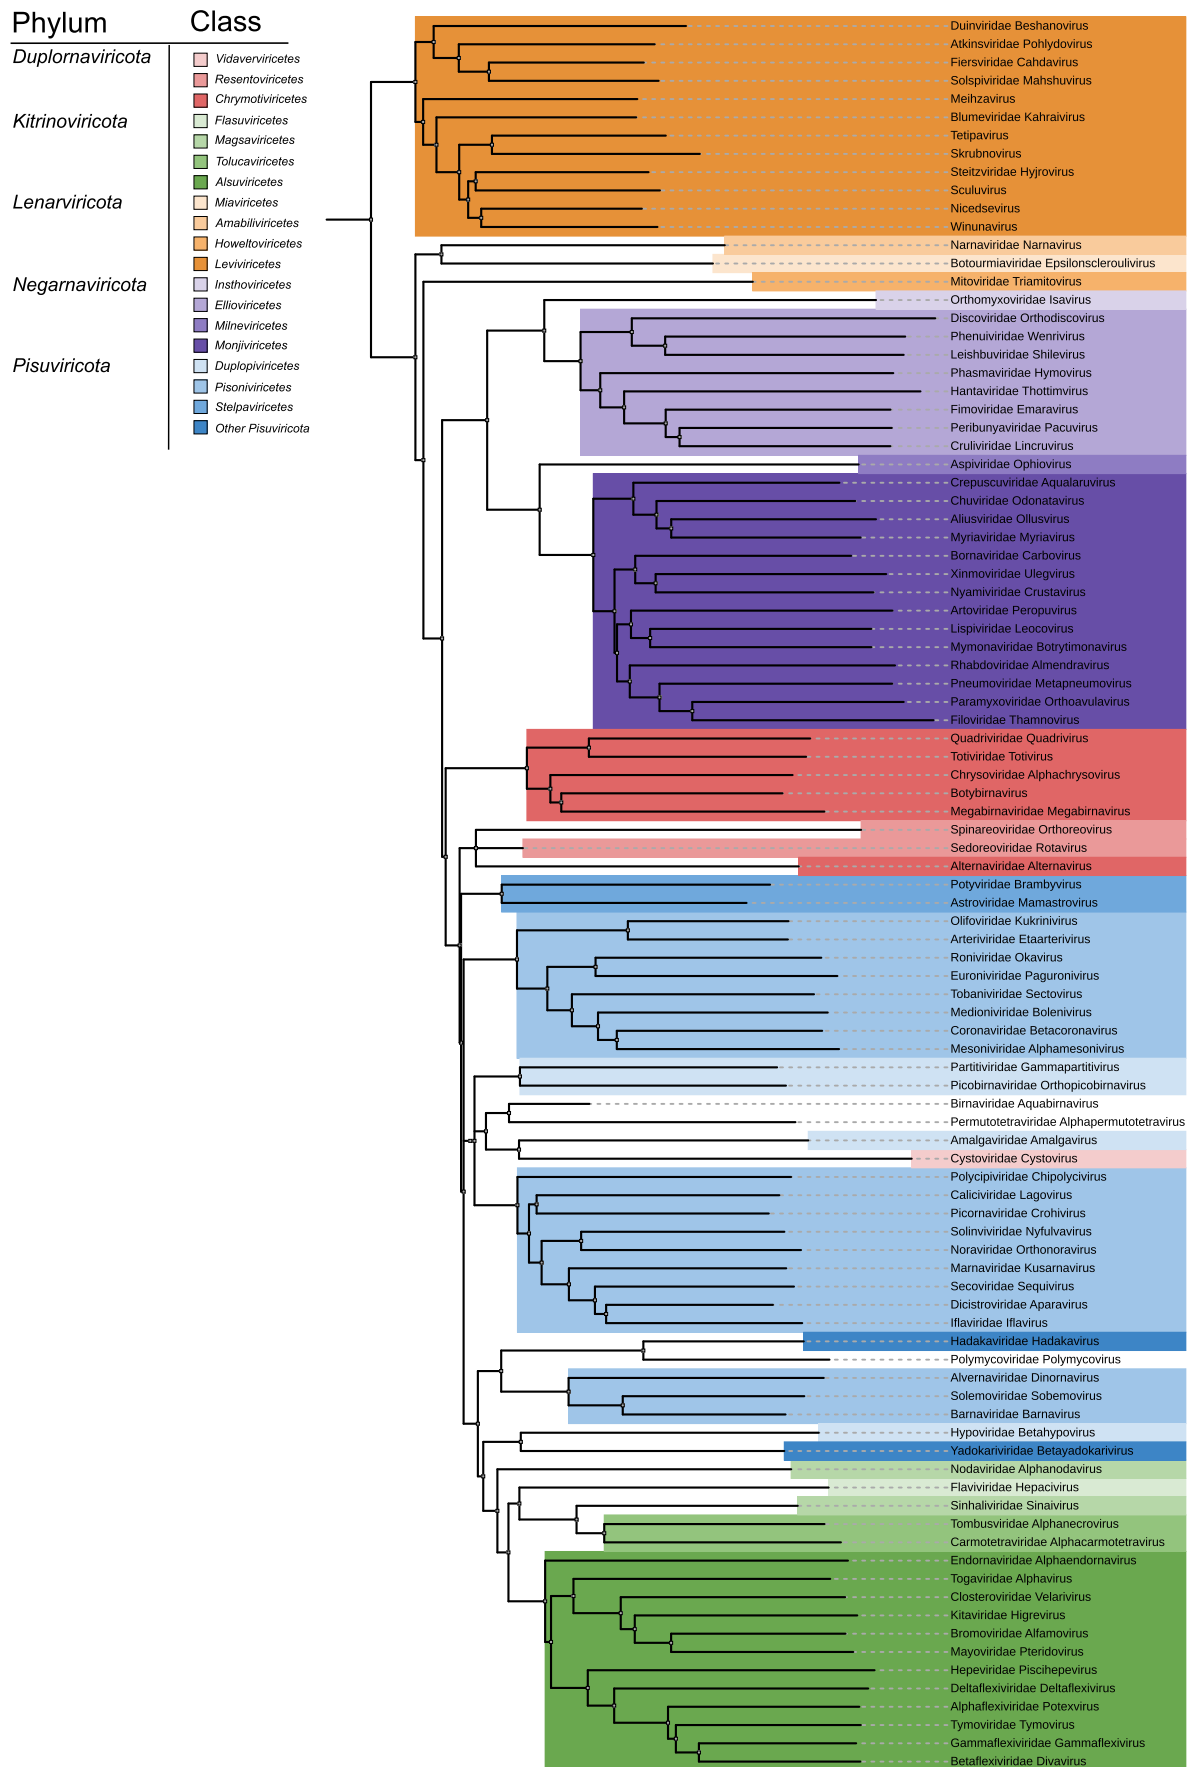 Phylum
Class
Duplornaviricota
Vidaverviricetes
Resentoviricetes
Chrymotiviricetes
Kitrinoviricota
Flasuviricetes
Magsaviricetes
Tolucaviricetes
Alsuviricetes
Lenarviricota
Miaviricetes
Amabiliviricetes
Howeltoviricetes
Leviviricetes
Negarnaviricota
Insthoviricetes
Ellioviricetes
Milneviricetes
Monjiviricetes
Pisuviricota
Duplopiviricetes
Pisoniviricetes
Stelpaviricetes
Other Pisuviricota
Duinviridae Beshanovirus
Atkinsviridae Pohlydovirus
Fiersviridae Cahdavirus
Solspiviridae Mahshuvirus
Meihzavirus
Blumeviridae Kahraivirus
Tetipavirus
Skrubnovirus
Steitzviridae Hyjrovirus
Sculuvirus
Nicedsevirus
Winunavirus
Narnaviridae Narnavirus
Botourmiaviridae Epsilonscleroulivirus
Mitoviridae Triamitovirus
Orthomyxoviridae Isavirus
Discoviridae Orthodiscovirus
Phenuiviridae Wenrivirus
Leishbuviridae Shilevirus
Phasmaviridae Hymovirus
Hantaviridae Thottimvirus
Fimoviridae Emaravirus
Peribunyaviridae Pacuvirus
Cruliviridae Lincruvirus
Aspiviridae Ophiovirus
Crepuscuviridae Aqualaruvirus
Chuviridae Odonatavirus
Aliusviridae Ollusvirus
Myriaviridae Myriavirus
Bornaviridae Carbovirus
Xinmoviridae Ulegvirus
Nyamiviridae Crustavirus
Artoviridae Peropuvirus
Lispiviridae Leocovirus
Mymonaviridae Botrytimonavirus
Rhabdoviridae Almendravirus
Pneumoviridae Metapneumovirus
Paramyxoviridae Orthoavulavirus
Filoviridae Thamnovirus
Quadriviridae Quadrivirus
Totiviridae Totivirus
Chrysoviridae Alphachrysovirus
Botybirnavirus
Megabirnaviridae Megabirnavirus
Spinareoviridae Orthoreovirus
Sedoreoviridae Rotavirus
Alternaviridae Alternavirus
Potyviridae Brambyvirus
Astroviridae Mamastrovirus
Olifoviridae Kukrinivirus
Arteriviridae Etaarterivirus
Roniviridae Okavirus
Euroniviridae Paguronivirus
Tobaniviridae Sectovirus
Medioniviridae Bolenivirus
Coronaviridae Betacoronavirus
Mesoniviridae Alphamesonivirus
Partitiviridae Gammapartitivirus
Picobirnaviridae Orthopicobirnavirus
Birnaviridae Aquabirnavirus
Permutotetraviridae Alphapermutotetravirus
Amalgaviridae Amalgavirus
Cystoviridae Cystovirus
Polycipiviridae Chipolycivirus
Caliciviridae Lagovirus
Picornaviridae Crohivirus
Solinviviridae Nyfulvavirus
Noraviridae Orthonoravirus
Marnaviridae Kusarnavirus
Secoviridae Sequivirus
Dicistroviridae Aparavirus
Iflaviridae Iflavirus
Hadakaviridae Hadakavirus
Polymycoviridae Polymycovirus
Alvernaviridae Dinornavirus
Solemoviridae Sobemovirus
Barnaviridae Barnavirus
Hypoviridae Betahypovirus
Yadokariviridae Betayadokarivirus
Nodaviridae Alphanodavirus
Flaviviridae Hepacivirus
Sinhaliviridae Sinaivirus
Tombusviridae Alphanecrovirus
Carmotetraviridae Alphacarmotetravirus
Endornaviridae Alphaendornavirus
Togaviridae Alphavirus
Closteroviridae Velarivirus
Kitaviridae Higrevirus
Bromoviridae Alfamovirus
Mayoviridae Pteridovirus
Hepeviridae Piscihepevirus
Deltaflexiviridae Deltaflexivirus
Alphaflexiviridae Potexvirus
Tymoviridae Tymovirus
Gammaflexiviridae Gammaflexivirus
Betaflexiviridae Divavirus